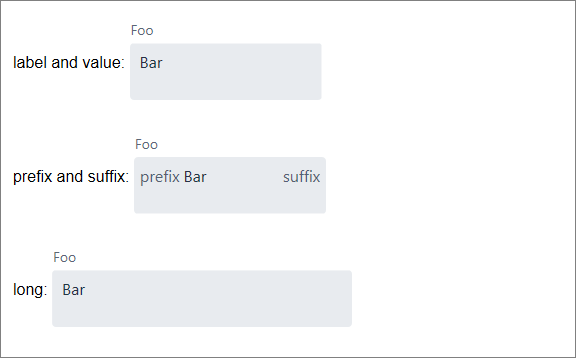 Foo
label and value: Bar
Foo
prefix and suffix: prefix Bar suffix
Foo
long: Bar